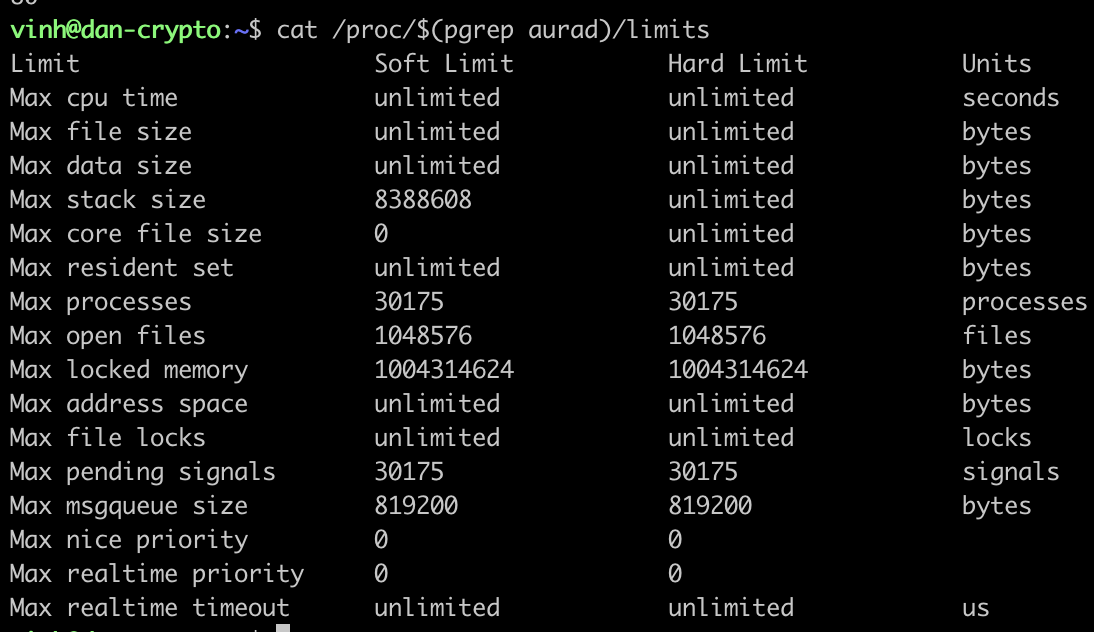 vinh@dan-crypto:~$ cat /proc/$(pgrep aurad)/limits
Limit                     Soft Limit           Hard Limit           Units
Max cpu time              unlimited            unlimited            seconds
Max file size             unlimited            unlimited            bytes
Max data size             unlimited            unlimited            bytes
Max stack size            8388608              unlimited            bytes
Max core file size        0                    unlimited            bytes
Max resident set          unlimited            unlimited            bytes
Max processes             30175                30175                processes
Max open files            1048576              1048576              files
Max locked memory         1004314624           1004314624           bytes
Max address space         unlimited            unlimited            bytes
Max file locks            unlimited            unlimited            locks
Max pending signals       30175                30175                signals
Max msgqueue size         819200               819200               bytes
Max nice priority         0                    0
Max realtime priority     0                    0
Max realtime timeout      unlimited            unlimited            us